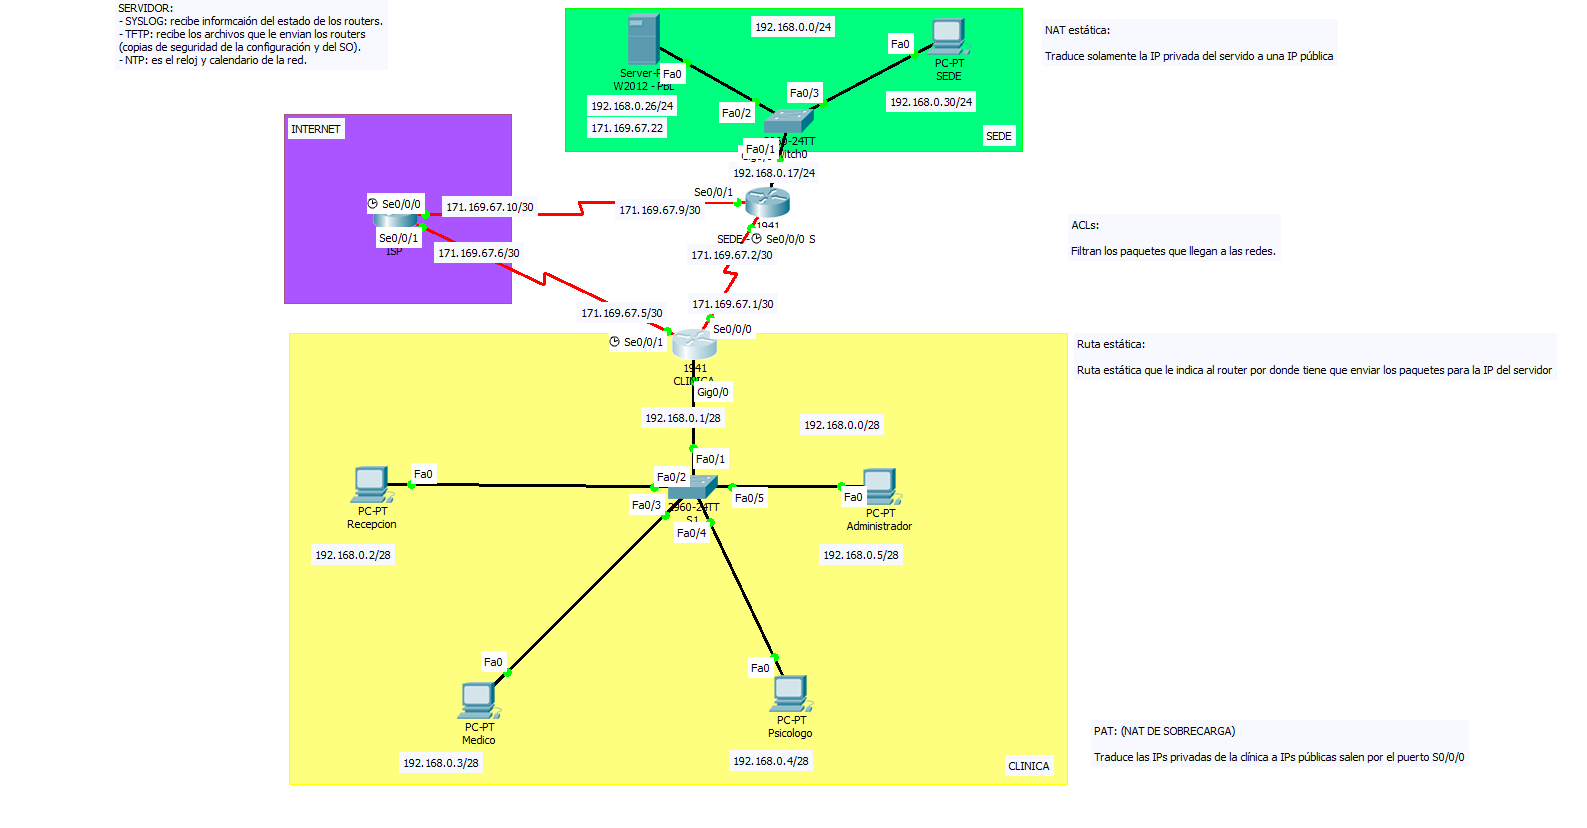 SERVIDOR:
- SYSLOG: recibe informcaión del estado de los routers.
- TFTP: recibe los archivos que le envian los routers
(copias de seguridad de la configuración y del SO).
- NTP: es el reloj y calendario de la red.
192.168.0.0/24
Fa0
PC-PT
SEDE
Server-P
Fa0
W2012 - PBL
192.168.0.26/24
171.169.67.22
Fa0/3
Fa0/2
192.168.0.30/24
SEDE
NAT estática:
Traduce solamente la IP privada del servido a una IP pública
INTERNET
Fa0/1
-24TT
itch0
192.168.0.17/24
Se0/0/1
Se0/0/0
171.169.67.10/30
171.169.67.9/30
1941
SEDE
Se0/0/0
S
Se0/0/1
ISP
171.169.67.6/30
171.169.67.2/30
ACLs:
Filtran los paquetes que llegan a las redes.
171.169.67.5/30
171.169.67.1/30
Se0/0/0
Se0/0/1
1941
CLINICA
Gig0/0
192.168.0.1/28
192.168.0.0/28
Ruta estática:
Ruta estática que le indica al router por donde tiene que enviar los paquetes para la IP del servidor
Fa0/1
Fa0/2
Fa0/3
2960-24TT
S1
Fa0/4
Fa0/5
Fa0
PC-PT
Recepcion
192.168.0.2/28
Fa0
PC-PT
Administrador
192.168.0.5/28
Fa0
PC-PT
Medico
192.168.0.3/28
Fa0
PC-PT
Psicologo
192.168.0.4/28
CLINICA
PAT: (NAT DE SOBRECARGA)
Traduce las IPs privadas de la clínica a IPs públicas salen por el puerto S0/0/0